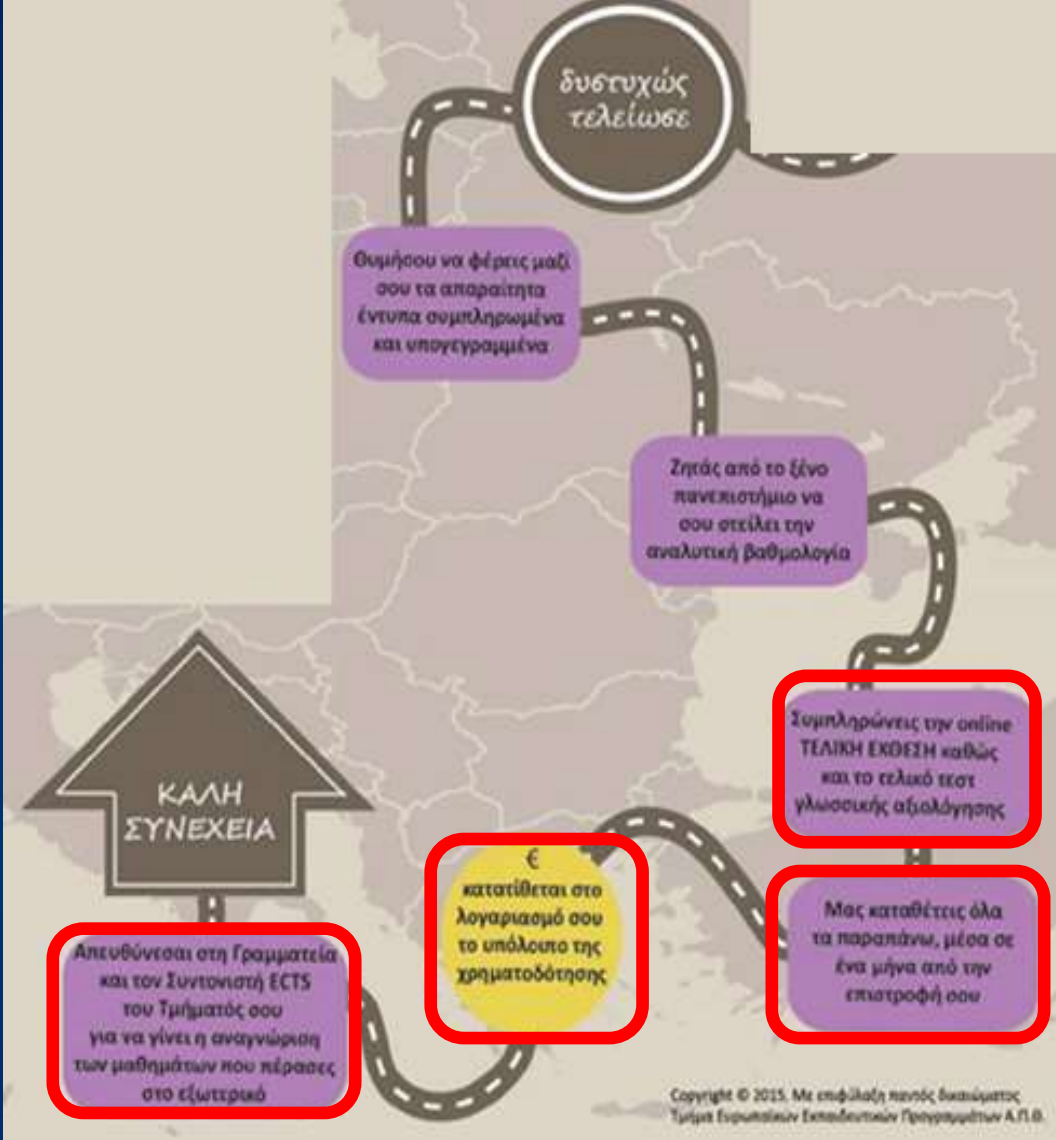 δυστυχώς
τελείωσε
Θυμήσου να φέρεις μαζί
σου τα απαραίτητα
έντυπα συμπληρωμένα
και υπογεγραμμένα
Ζητάς από το ξένο
πανεπιστήμιο να
σου στείλει την
αναλυτική βαθμολογία
Συμπληρώνεις την online
ΤΕΛΙΚΗ ΕΚΘΕΣΗ καθώς
και το τελικό τεστ
γλωσσικής αξιολόγησης
Μας καταθέτεις όλα
τα παραπάνω, μέσα σε
ένα μήνα από την
επιστροφή σου
€
κατατίθεται στο
λογαριασμό σου
το υπόλοιπο της
χρηματοδότησης
Απευθύνεσαι στη Γραμματεία
και τον Συντονιστή ECTS
του Τμήματός σου
για να γίνει η αναγνώριση
των μαθημάτων που πέρασες
στο εξωτερικό
ΚΑΛΗ
ΣΥΝΕΧΕΙΑ
Copyright © 2015. Με επιφύλαξη παντός δικαιώματος
Τμήμα Ευρωπαϊκών Εκπαιδευτικών Προγραμμάτων Α.Π.Θ.